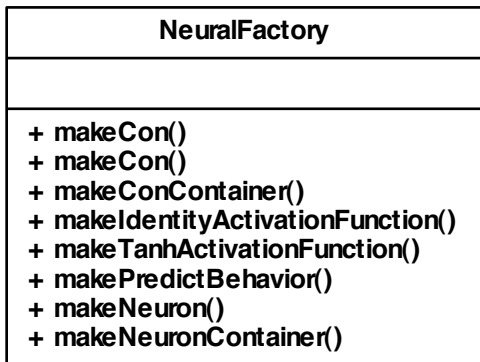 NeuralFactory
+ makeCon()
+ makeCon()
+ makeConContainer()
+ makeIdentityActivationFunction()
+ makeTanhActivationFunction()
+ makePredictBehavior()
+ makeNeuron()
+ makeNeuronContainer()